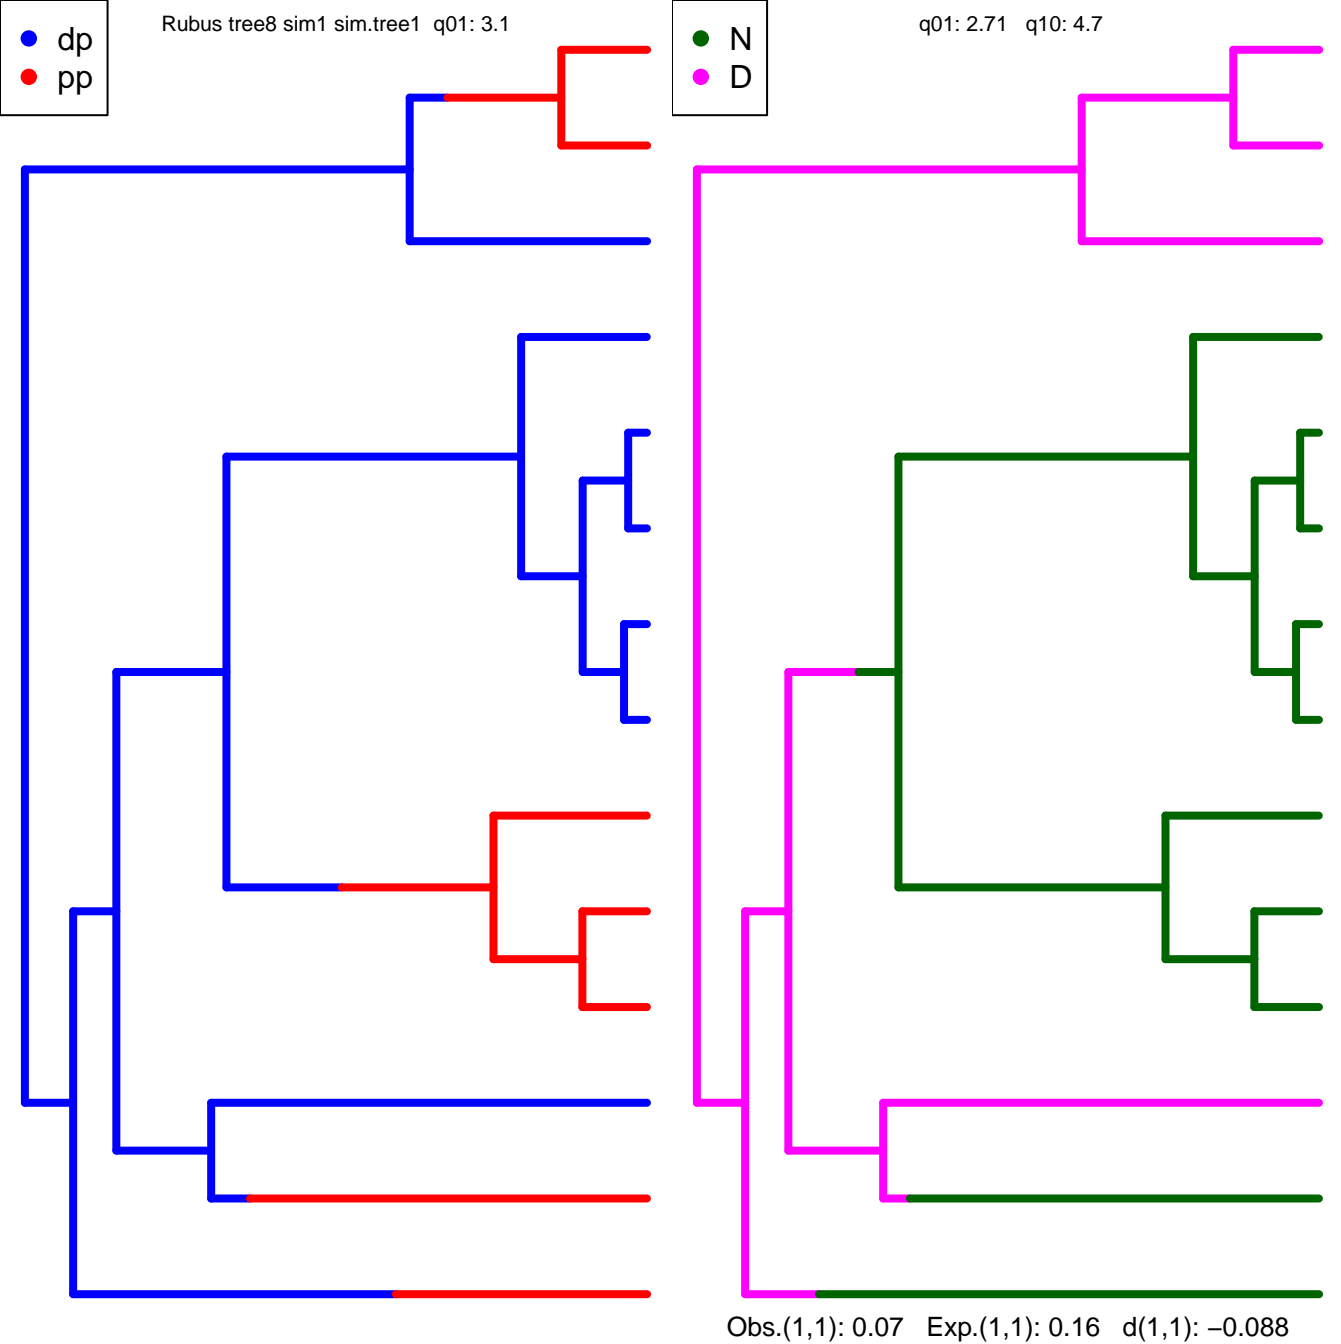 Rubus tree8 sim1 sim.tree1  q01: 3.1
dp
pp
q01: 2.71   q10: 4.7
N
D
Obs.(1,1): 0.07   Exp.(1,1): 0.16   d(1,1): −0.088